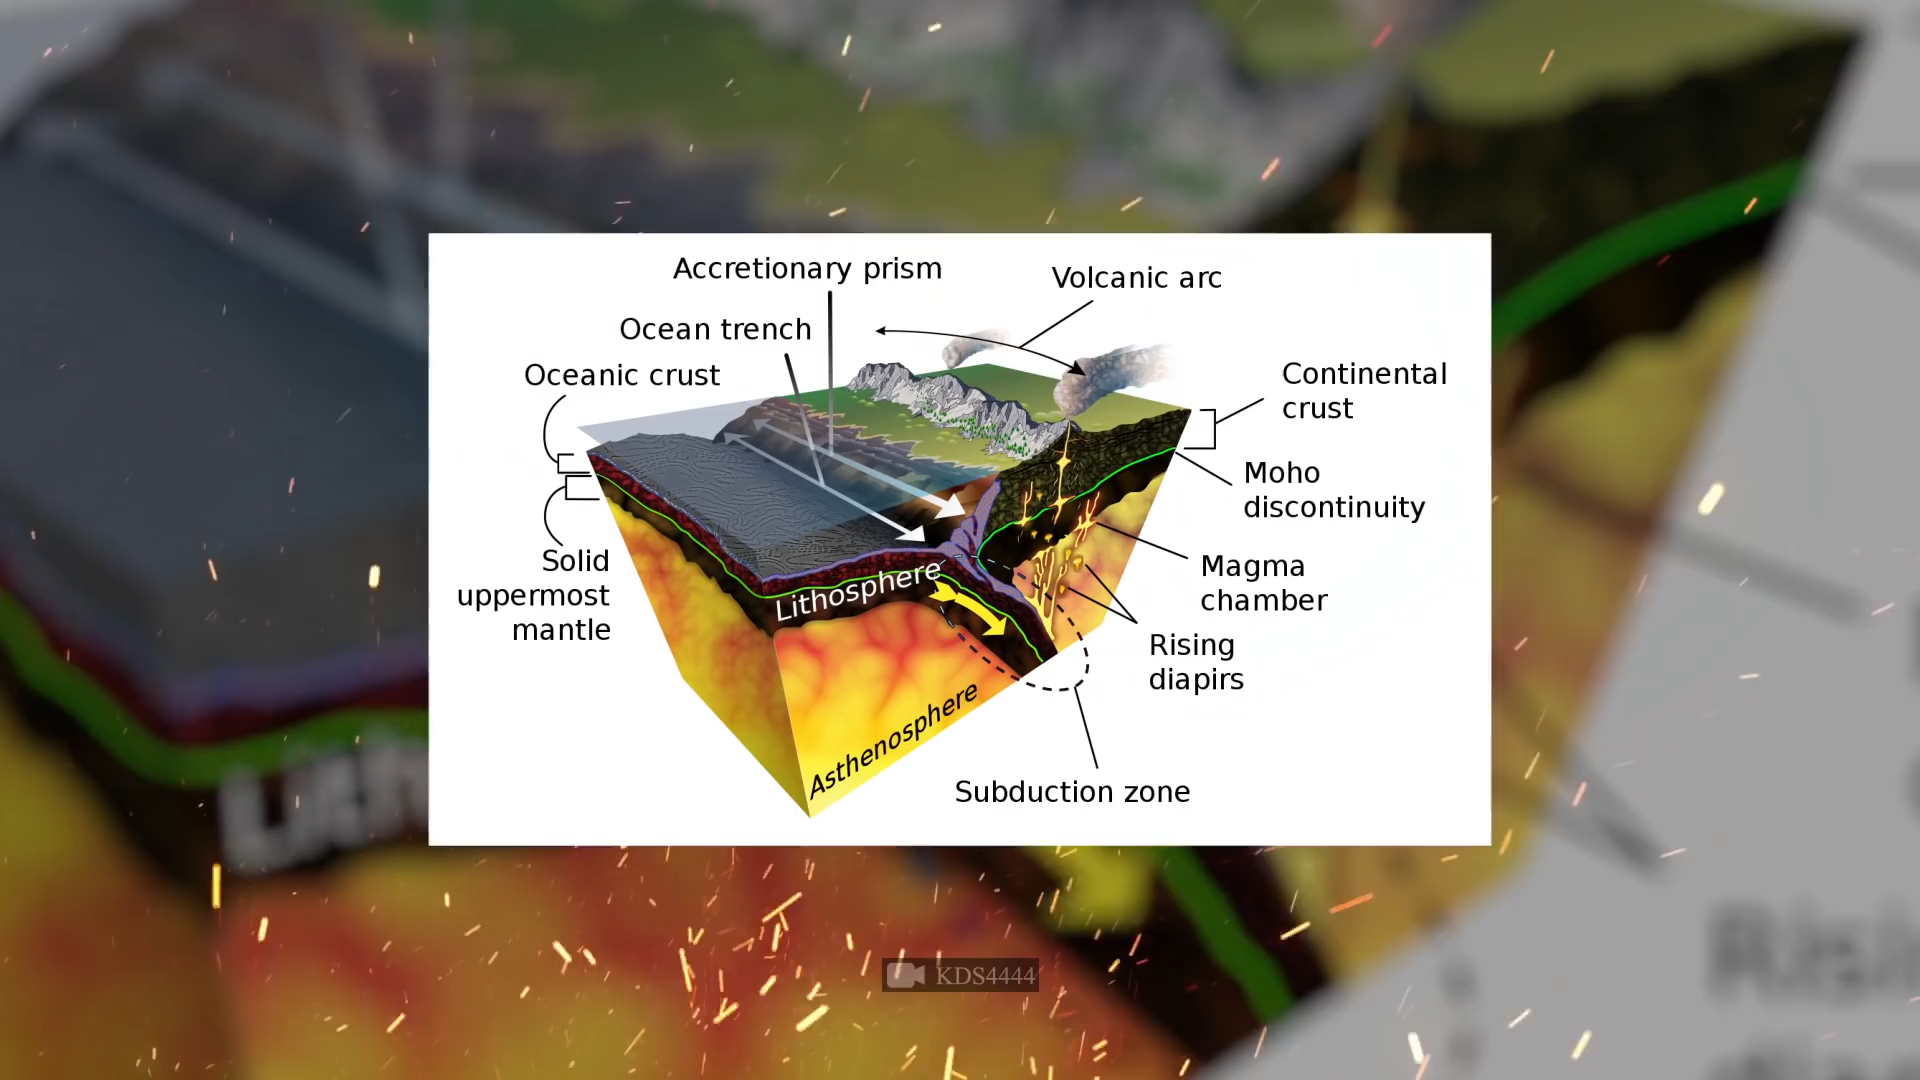 Accretionary prism
Volcanic arc
Ocean trench
Oceanic crust
Continental
crust
Moho
discontinuity
Solid
uppermost
mantle
Lithosphere
Magma
chamber
Rising
diapirs
Asthenosphere
Subduction zone
KDS4444